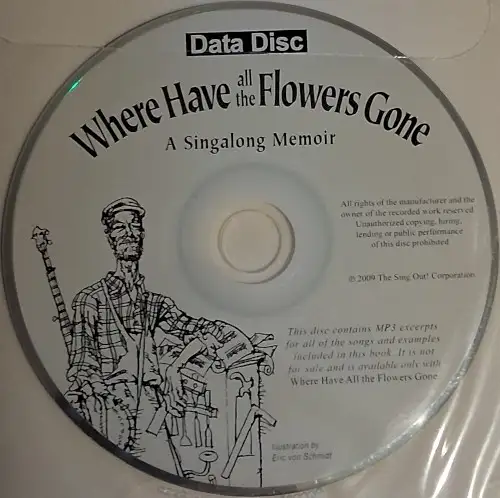 Data Disc
Where Have all the Flowers Gone
A Singalong Memoir
All rights of the manufacturer and the
owner of the recorded work reserved
Unauthorized copying, hiring,
lending or public performance
of this disc prohibited
℗ 2009 The Sing Out! Corporation
This disc contains MP3 excerpts
for all of the songs and examples
included in this book. It is not
for sale and is available only with
Where Have All the Flowers Gone
Illustration by
Eric von Schmidt